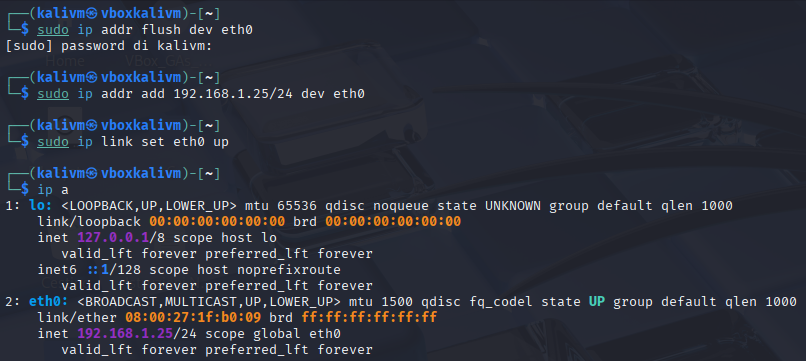 ┌──(kalivm㉿vboxkalivm)-[~]
└─$ sudo ip addr flush dev eth0
[sudo] password di kalivm:
┌──(kalivm㉿vboxkalivm)-[~]
└─$ sudo ip addr add 192.168.1.25/24 dev eth0
┌──(kalivm㉿vboxkalivm)-[~]
└─$ sudo ip link set eth0 up
┌──(kalivm㉿vboxkalivm)-[~]
└─$ ip a
1: lo: <LOOPBACK,UP,LOWER_UP> mtu 65536 qdisc noqueue state UNKNOWN group default qlen 1000
    link/loopback 00:00:00:00:00:00 brd 00:00:00:00:00:00
    inet 127.0.0.1/8 scope host lo
       valid_lft forever preferred_lft forever
    inet6 ::1/128 scope host noprefixroute
       valid_lft forever preferred_lft forever
2: eth0: <BROADCAST,MULTICAST,UP,LOWER_UP> mtu 1500 qdisc fq_codel state UP group default qlen 1000
    link/ether 08:00:27:1f:b0:09 brd ff:ff:ff:ff:ff:ff
    inet 192.168.1.25/24 scope global eth0
       valid_lft forever preferred_lft forever